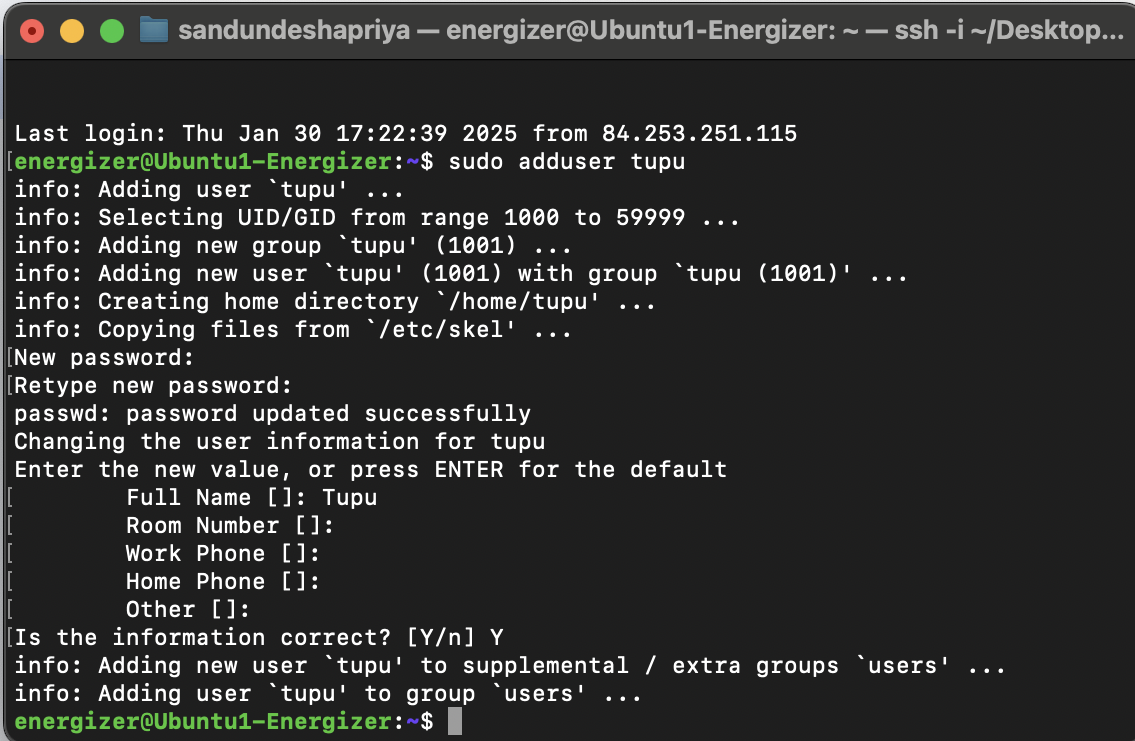 sandundeshapriya — energizer@Ubuntu1-Energizer: ~ — ssh -i ~/Desktop...
Last login: Thu Jan 30 17:22:39 2025 from 84.253.251.115
[energizer@Ubuntu1-Energizer:~$ sudo adduser tupu
info: Adding user `tupu' ...
info: Selecting UID/GID from range 1000 to 59999 ...
info: Adding new group `tupu' (1001) ...
info: Adding new user `tupu' (1001) with group `tupu (1001)' ...
info: Creating home directory `/home/tupu' ...
info: Copying files from `/etc/skel' ...
[New password:
[Retype new password:
passwd: password updated successfully
Changing the user information for tupu
Enter the new value, or press ENTER for the default
[        Full Name []: Tupu
[        Room Number []:
[        Work Phone []:
[        Home Phone []:
[        Other []:
[Is the information correct? [Y/n] Y
info: Adding new user `tupu' to supplemental / extra groups `users' ...
info: Adding user `tupu' to group `users' ...
energizer@Ubuntu1-Energizer:~$